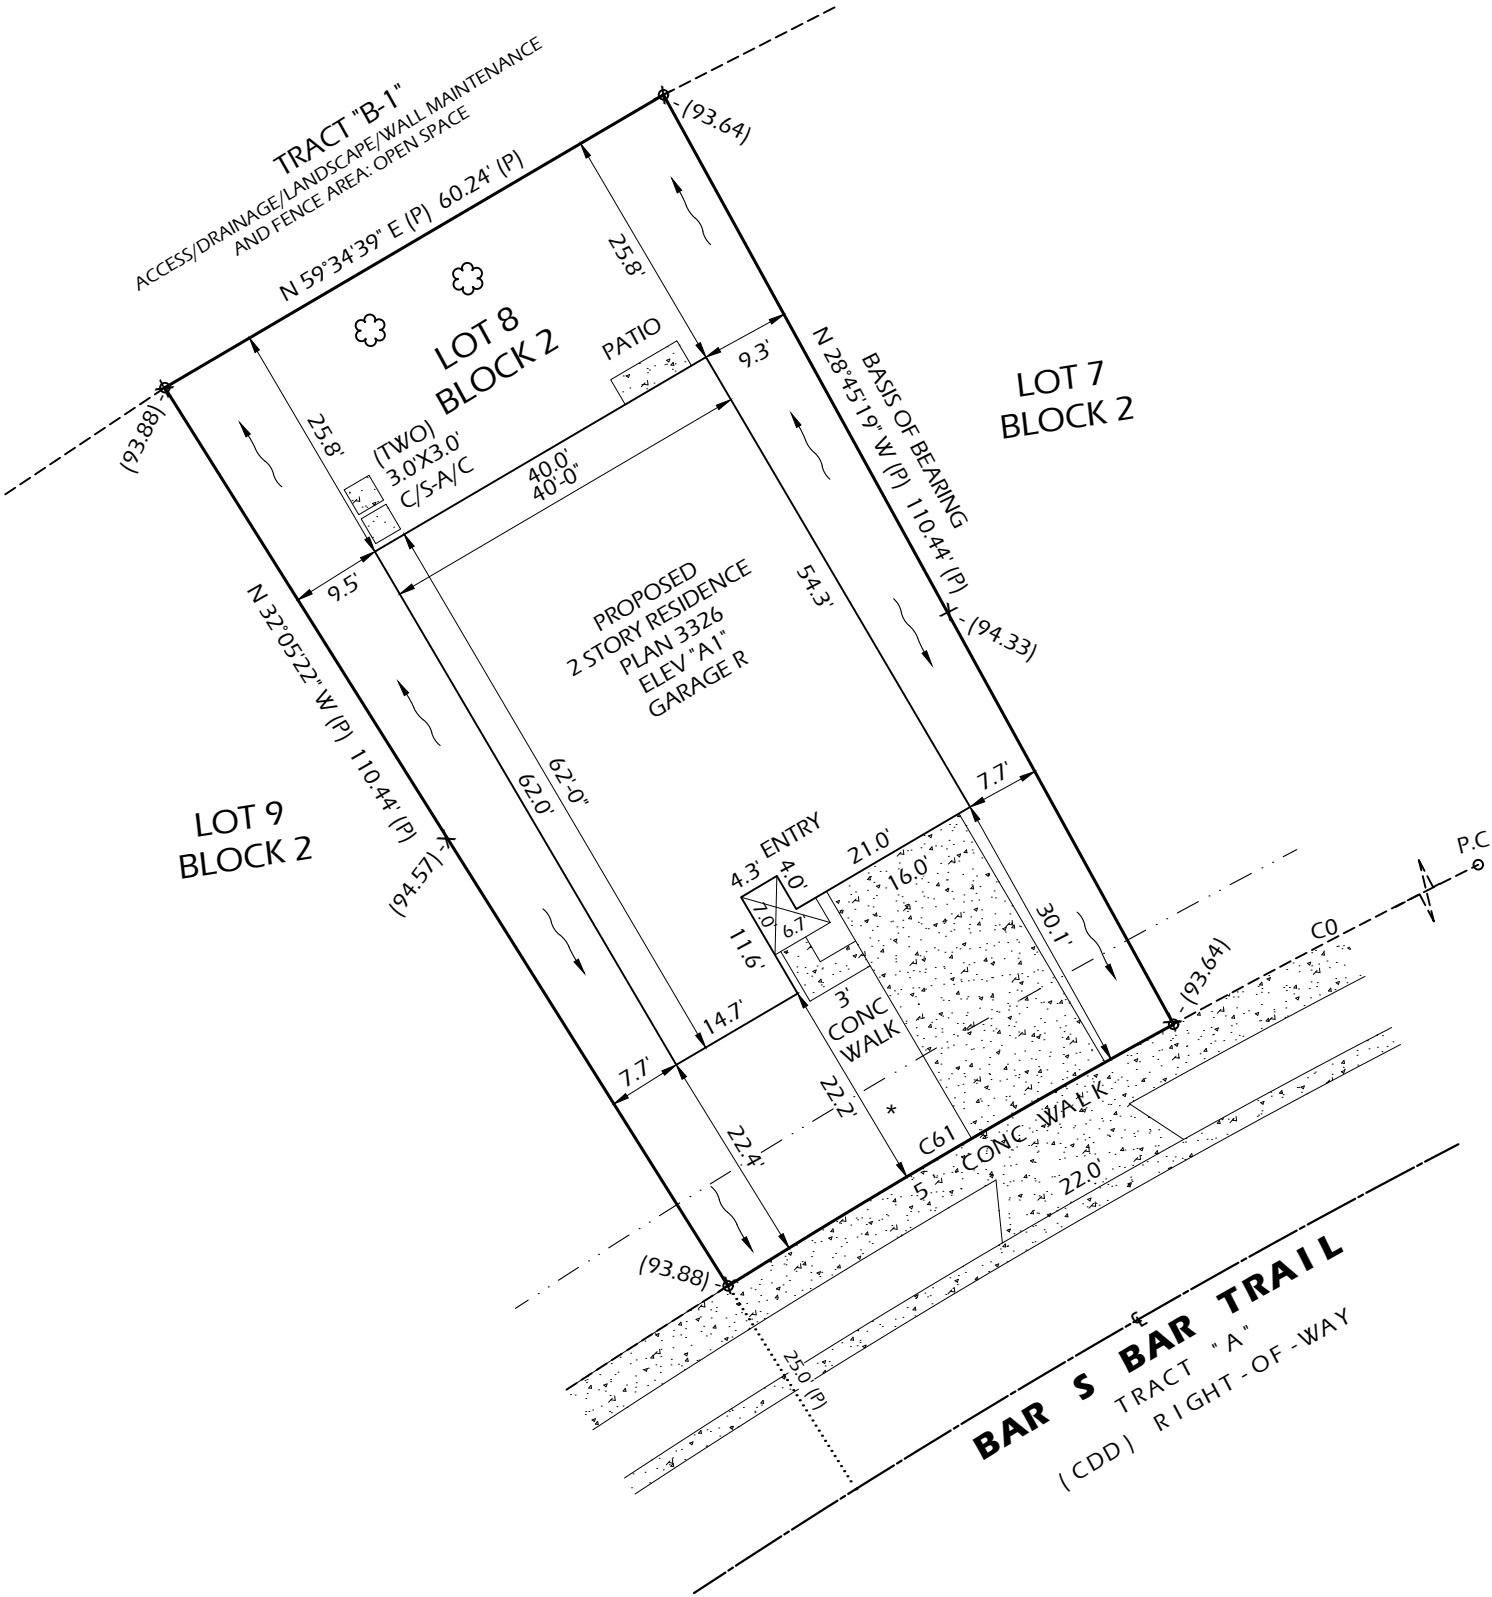 TRACT "B-1"
ACCESS/DRAINAGE/LANDSCAPE/WALL MAINTENANCE
AND FENCE AREA: OPEN SPACE
N 59°34'39" E (P) 60.24' (P)
(93.64)
(93.88)
25.8'
25.8'
LOT 8
BLOCK 2
PATIO
9.3'
(TWO)
3.0'X3.0'
C/S-A/C
40.0'
40'-0"
9.5'
BASIS OF BEARING
N 28°45'19" W (P) 110.44' (P)
LOT 7
BLOCK 2
N 32°05'22" W (P) 110.44' (P)
PROPOSED
2 STORY RESIDENCE
PLAN 3326
ELEV "A1"
GARAGE R
54.3'
(94.33)
62.0'
62'-0"
LOT 9
BLOCK 2
(94.57)
7.7'
ENTRY
4.3'
4.0'
21.0'
16.0'
7.0'
6.7'
11.6'
30.1'
3'
CONC
WALK
14.7'
7.7'
22.2'
22.4'
*
P.C
C0
(93.64)
C61
5' CONC WALK
22.0'
(93.88)
25.0' (P)
℄
BAR S BAR TRAIL
TRACT "A"
(CDD) RIGHT-OF-WAY